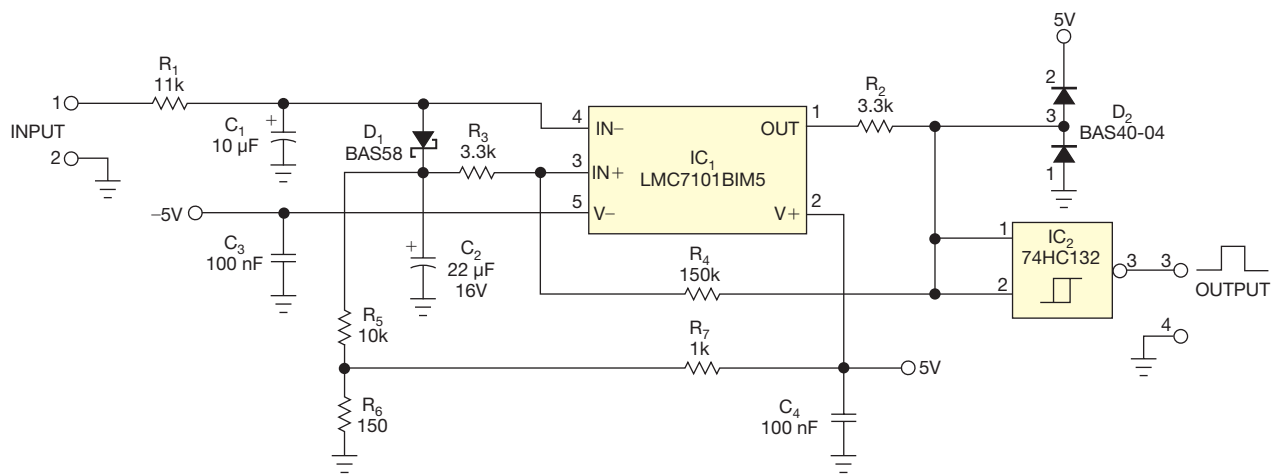 R1
11k
1
INPUT
2
C1
10 µF
+
D1
BAS58
R3
3.3k
4
IN–
3
IN+
5
V–
IC1
LMC7101BIM5
OUT
1
V+
2
R2
3.3k
5V
2
3
D2
BAS40-04
1
–5V
C3
100 nF
+
C2
22 µF
16V
R4
150k
1
2
IC2
74HC132
3
3
OUTPUT
4
R5
10k
R7
1k
5V
R6
150
C4
100 nF